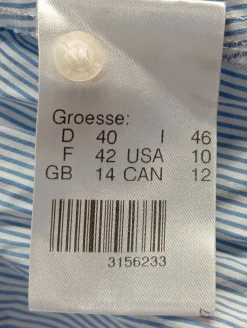 Groesse:
D 40 I 46
F 42 USA 10
GB 14 CAN 12
3156233